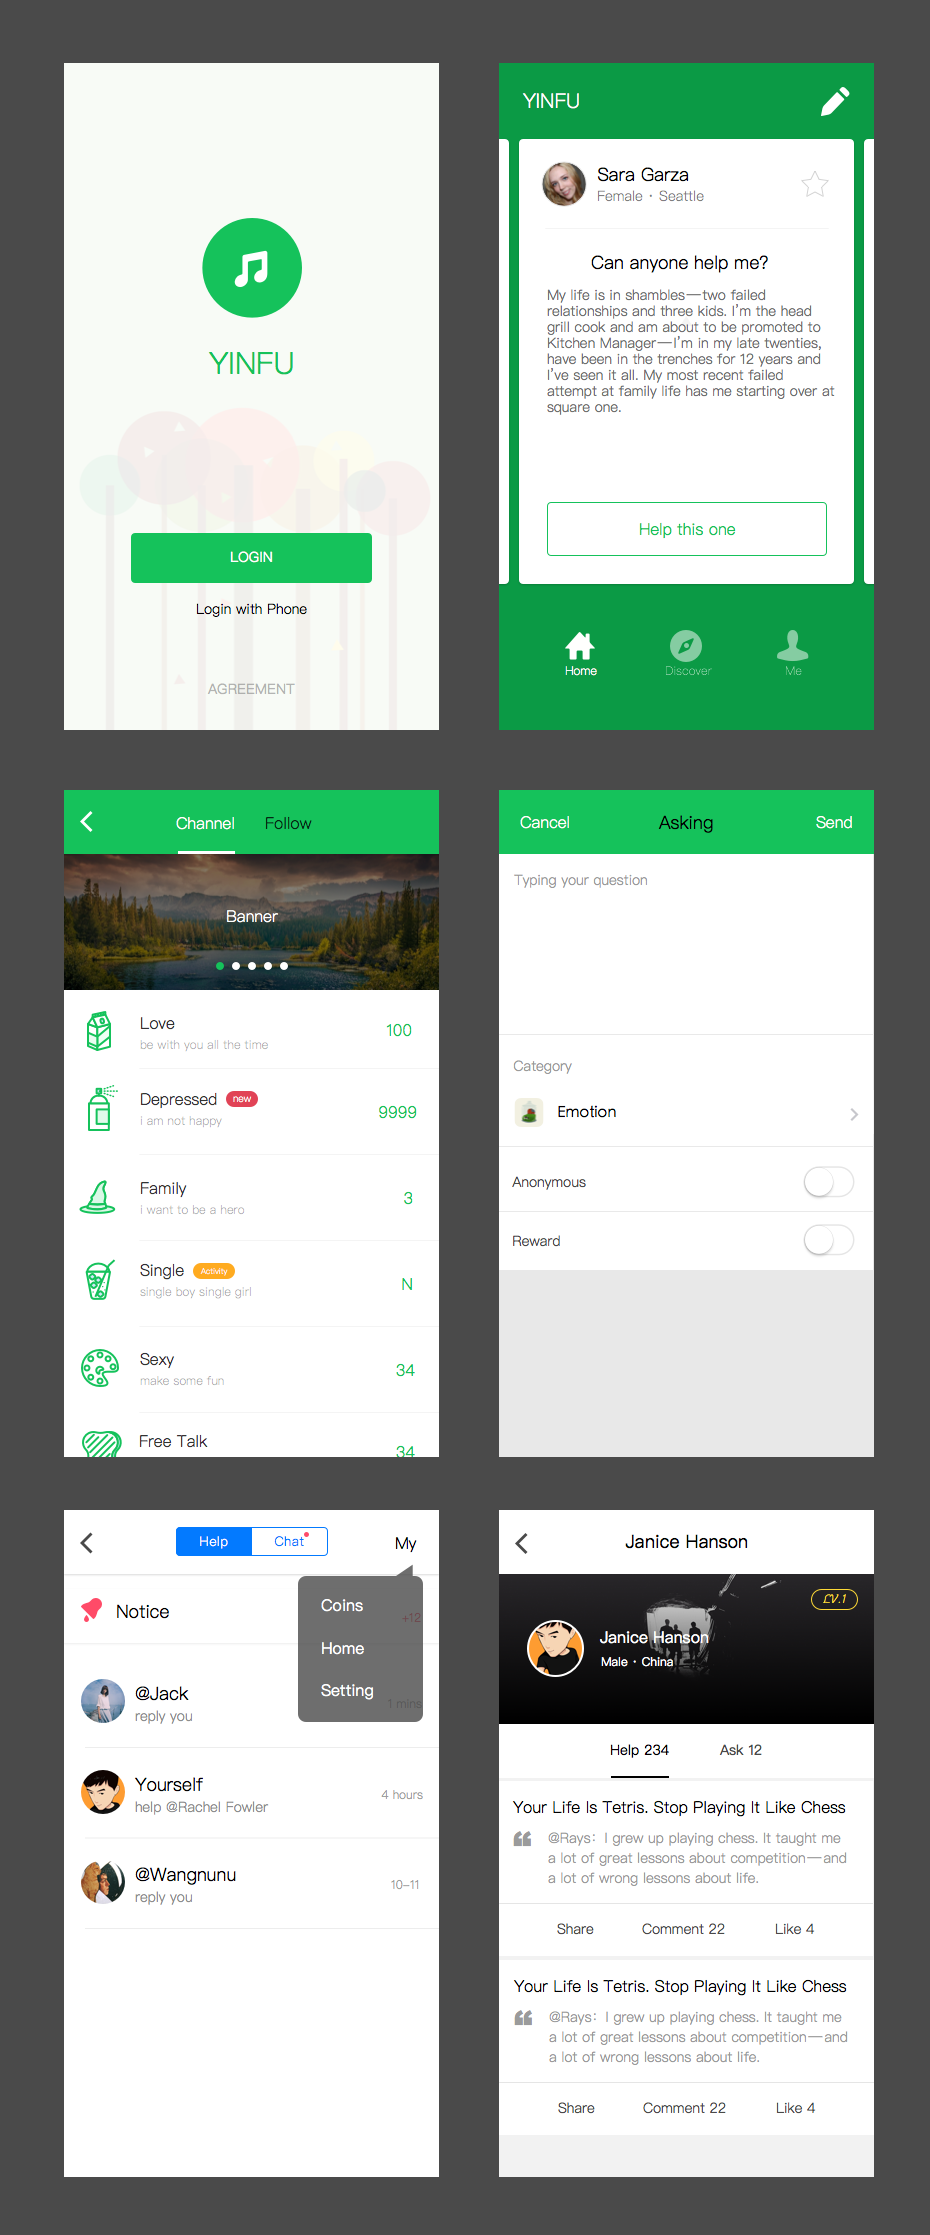 YINFU
LOGIN
Login with Phone
AGREEMENT
YINFU
Sara Garza
Female · Seattle
Can anyone help me?
My life is in shambles—two failed
relationships and three kids. I'm the head
grill cook and am about to be promoted to
Kitchen Manager—I'm in my late twenties,
have been in the trenches for 12 years and
I've seen it all. My most recent failed
attempt at family life has me starting over at
square one.
Help this one
Home
Discover
Me
Channel
Follow
Banner
Love
be with you all the time
100
Depressed
new
i am not happy
9999
Family
i want to be a hero
3
Single
Activity
single boy single girl
N
Sexy
make some fun
34
Free Talk
34
Cancel
Asking
Send
Typing your question
Category
Emotion
Anonymous
Reward
Help
Chat
My
Coins
Home
Setting
Notice
+12
@Jack
reply you
1 mins
Yourself
help @Rachel Fowler
4 hours
@Wangnunu
reply you
10-11
Janice Hanson
LV.1
Janice Hanson
Male · China
Help 234
Ask 12
Your Life Is Tetris. Stop Playing It Like Chess
@Rays: I grew up playing chess. It taught me
a lot of great lessons about competition—and
a lot of wrong lessons about life.
Share
Comment 22
Like 4
Your Life Is Tetris. Stop Playing It Like Chess
@Rays: I grew up playing chess. It taught me
a lot of great lessons about competition—and
a lot of wrong lessons about life.
Share
Comment 22
Like 4